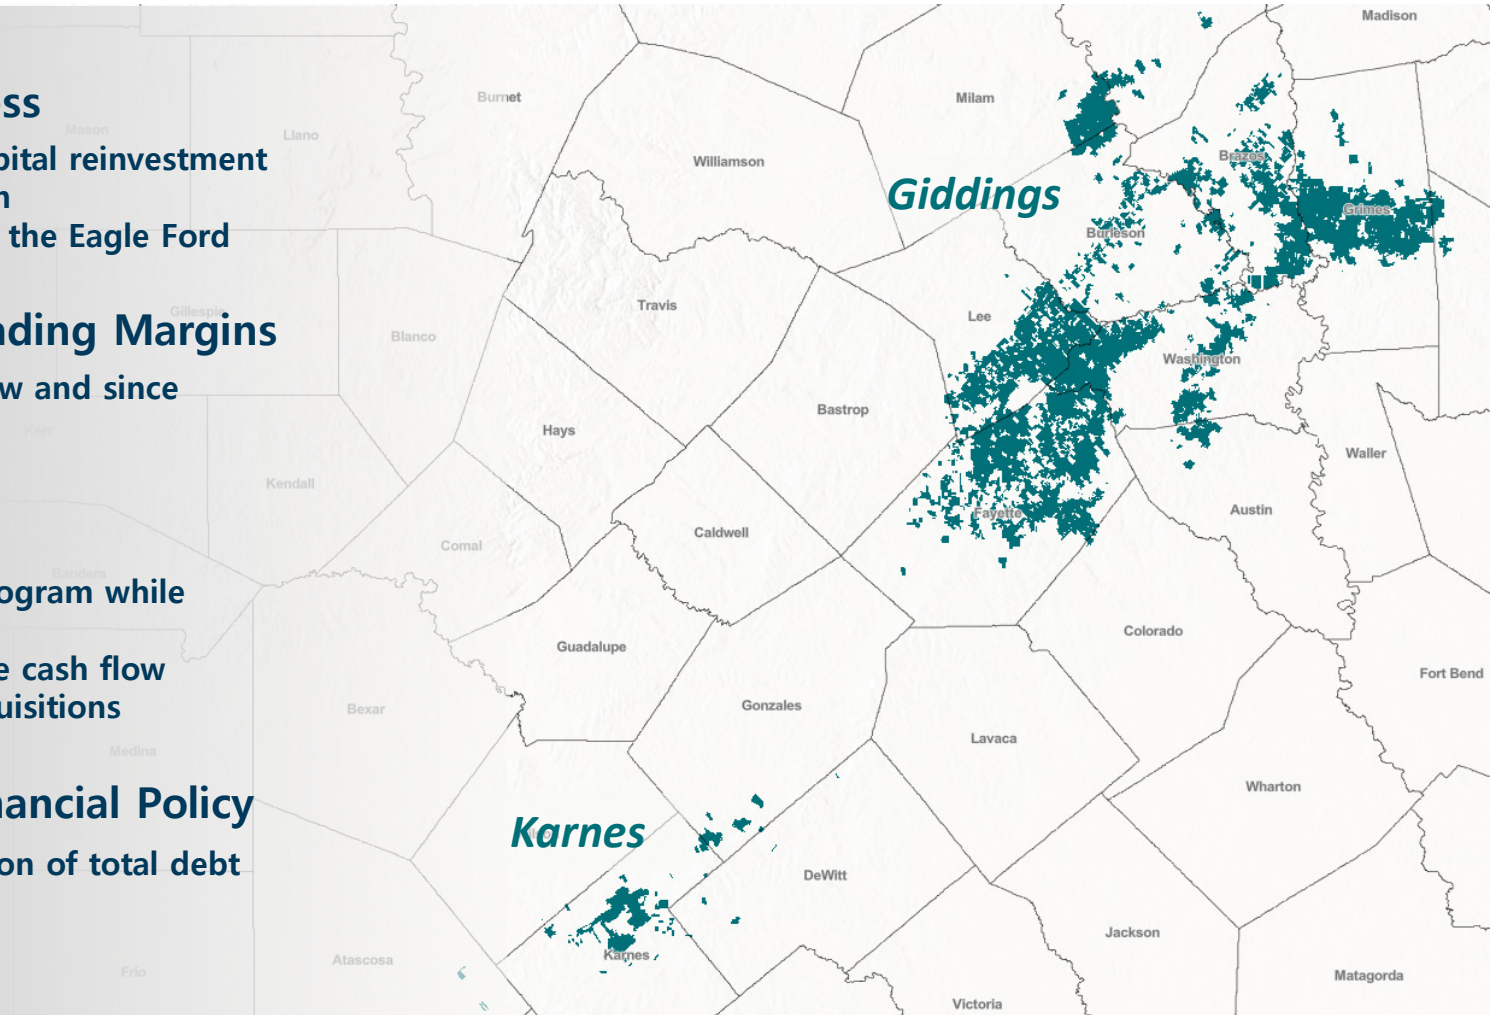 ss
pital reinvestment
n
the Eagle Ford
ding Margins
w and since
ogram while
e cash flow
uisitions
nancial Policy
on of total debt
Madison
Burnet
Milam
Mason
Llano
Williamson
Brazos
Giddings
Grimes
Burleson
Travis
Gillespie
Lee
Blanco
Washington
Bastrop
Hays
Kerr
Waller
Kendall
Austin
Fayette
Caldwell
Comal
Bandera
Colorado
Guadalupe
Fort Bend
Gonzales
Bexar
Lavaca
Medina
Wharton
Karnes
DeWitt
Jackson
Karnes
Atascosa
Frio
Matagorda
Victoria